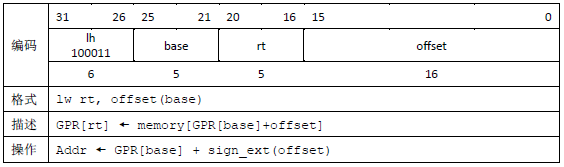 31 26 25 21 20 16 15 0
编码
lh
100011 base rt offset
6 5 5 16
格式 lw rt, offset(base)
描述 GPR[rt] ← memory[GPR[base]+offset]
操作 Addr ← GPR[base] + sign_ext(offset)